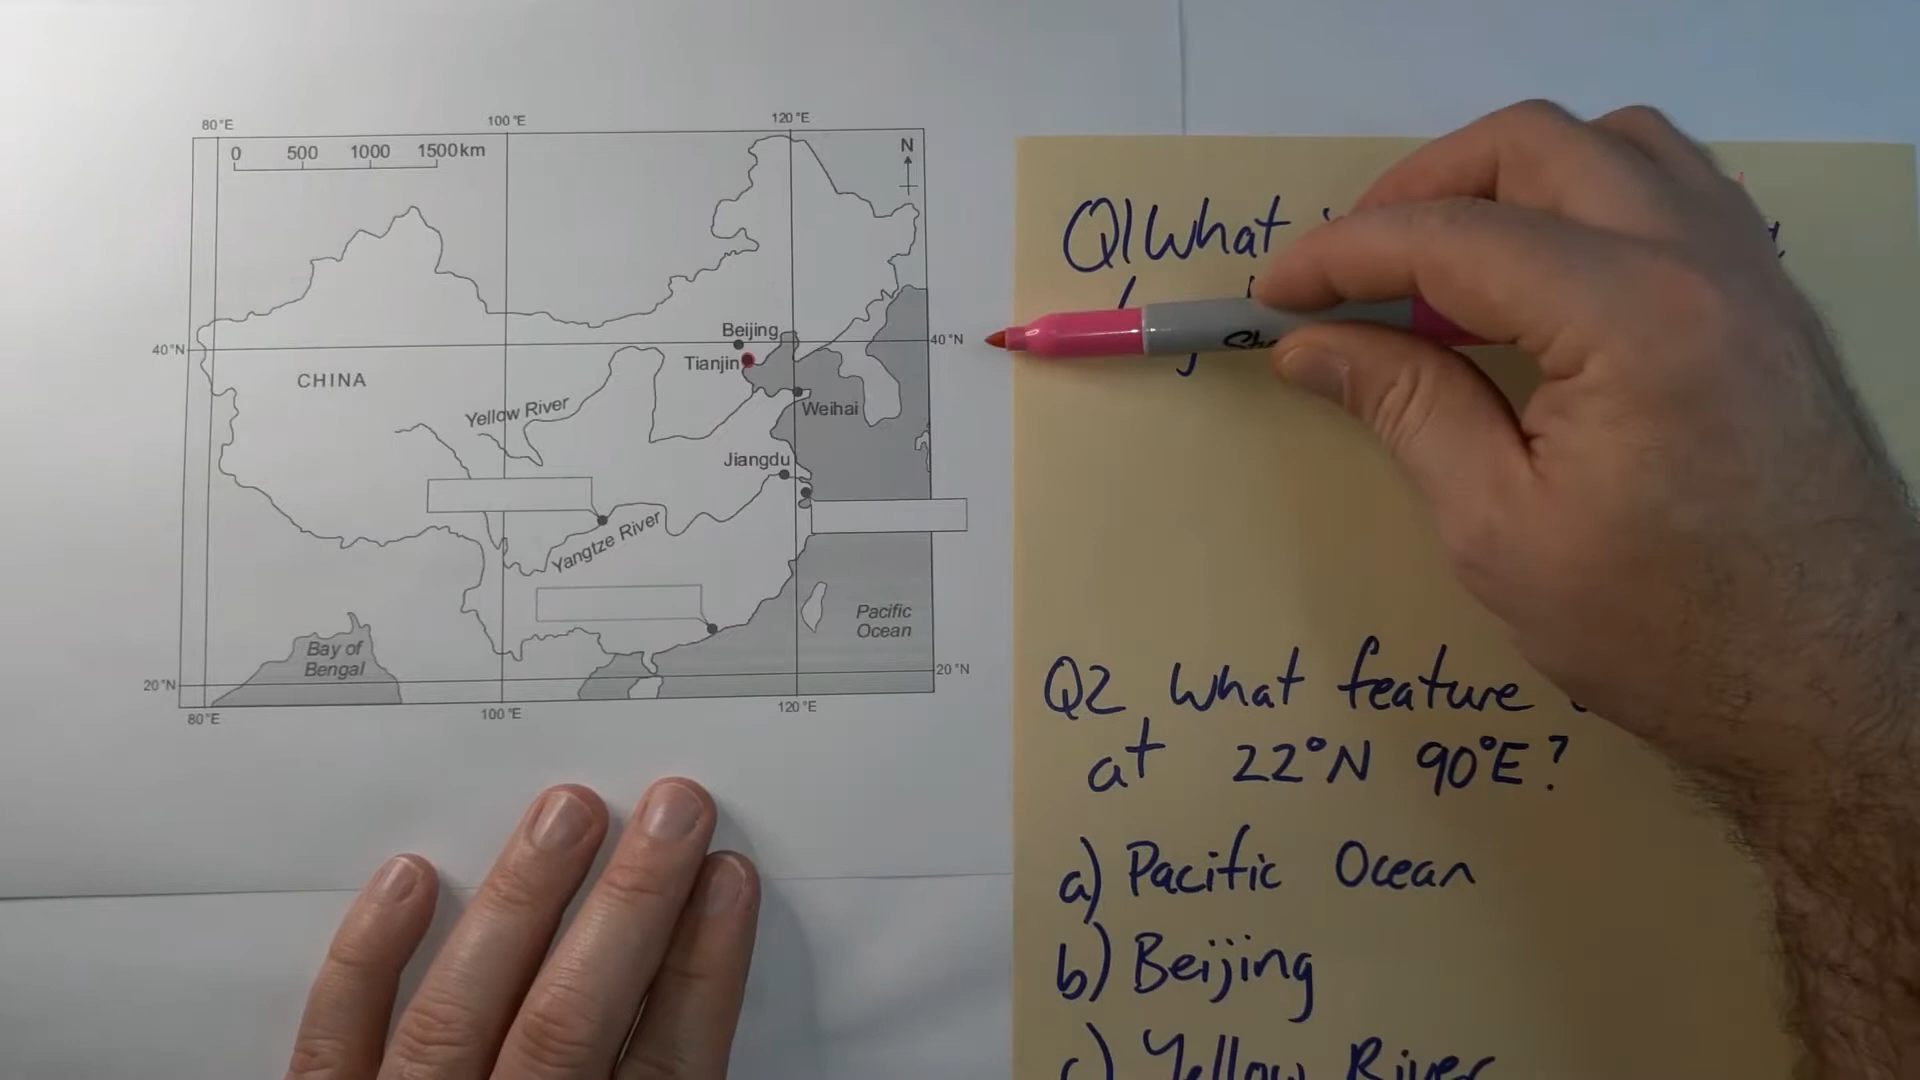 80°E
100°E
120°E
0 500 1000 1500km
N
Beijing
40°N
40°N
Tianjin
CHINA
Yellow River
Weihai
Jiangdu
Yangtze River
Pacific
Ocean
Bay of
Bengal
20°N
20°N
80°E
100°E
120°E
Q1 What
Q2 What feature
at 22°N 90°E?
a) Pacific Ocean
b) Beijing
c) Yellow River